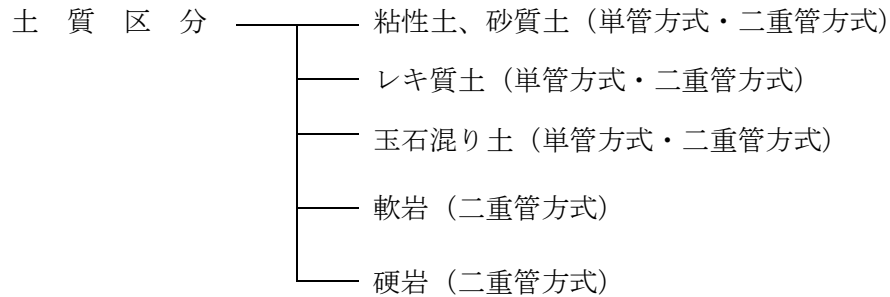 土　質　区　分
粘性土、砂質土（単管方式・二重管方式）
レキ質土（単管方式・二重管方式）
玉石混り土（単管方式・二重管方式）
軟岩（二重管方式）
硬岩（二重管方式）